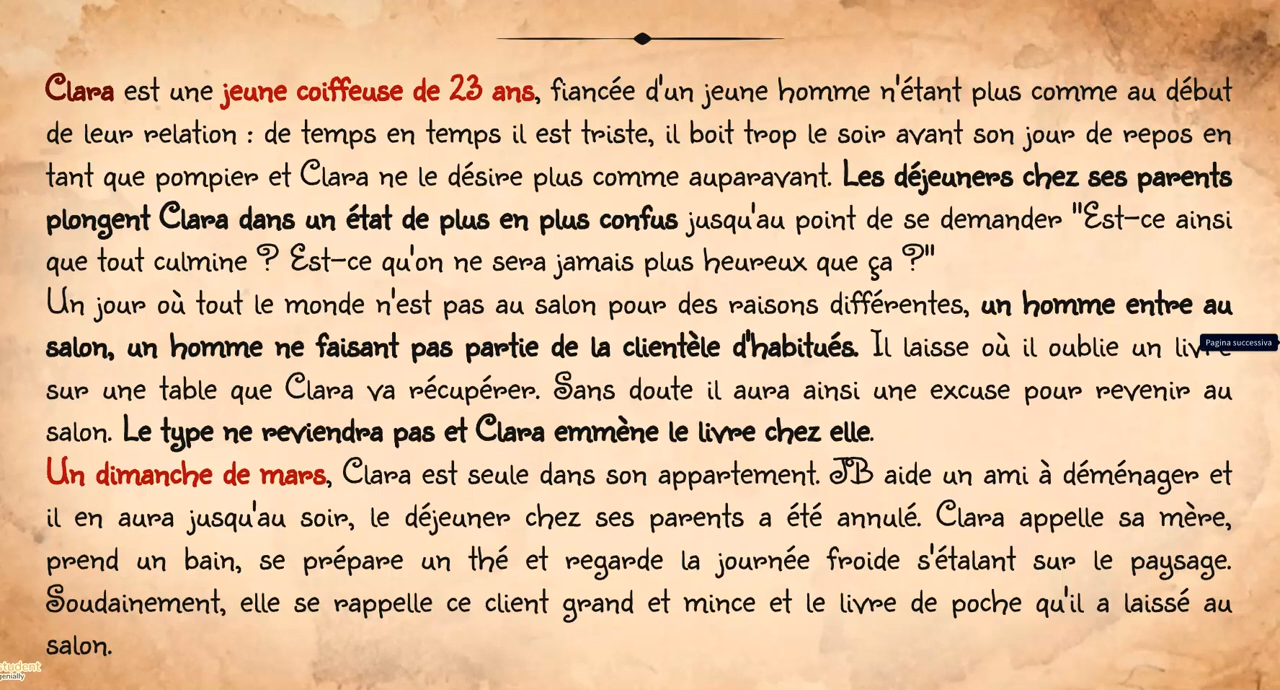 Clara est une jeune coiffeuse de 23 ans, fiancée d'un jeune homme n'étant plus comme au début
de leur relation : de temps en temps il est triste, il boit trop le soir avant son jour de repos en
tant que pompier et Clara ne le désire plus comme auparavant. Les déjeuners chez ses parents
plongent Clara dans un état de plus en plus confus jusqu'au point de se demander "Est-ce ainsi
que tout culmine ? Est-ce qu'on ne sera jamais plus heureux que ça ?"
Un jour où tout le monde n'est pas au salon pour des raisons différentes, un homme entre au
salon, un homme ne faisant pas partie de la clientèle d'habitués. Il laisse où il oublie un livre
Pagina successiva
sur une table que Clara va récupérer. Sans doute il aura ainsi une excuse pour revenir au
salon. Le type ne reviendra pas et Clara emmène le livre chez elle.
Un dimanche de mars, Clara est seule dans son appartement. JB aide un ami à déménager et
il en aura jusqu'au soir, le déjeuner chez ses parents a été annulé. Clara appelle sa mère,
prend un bain, se prépare un thé et regarde la journée froide s'étalant sur le paysage.
Soudainement, elle se rappelle ce client grand et mince et le livre de poche qu'il a laissé au
salon.
student
genially